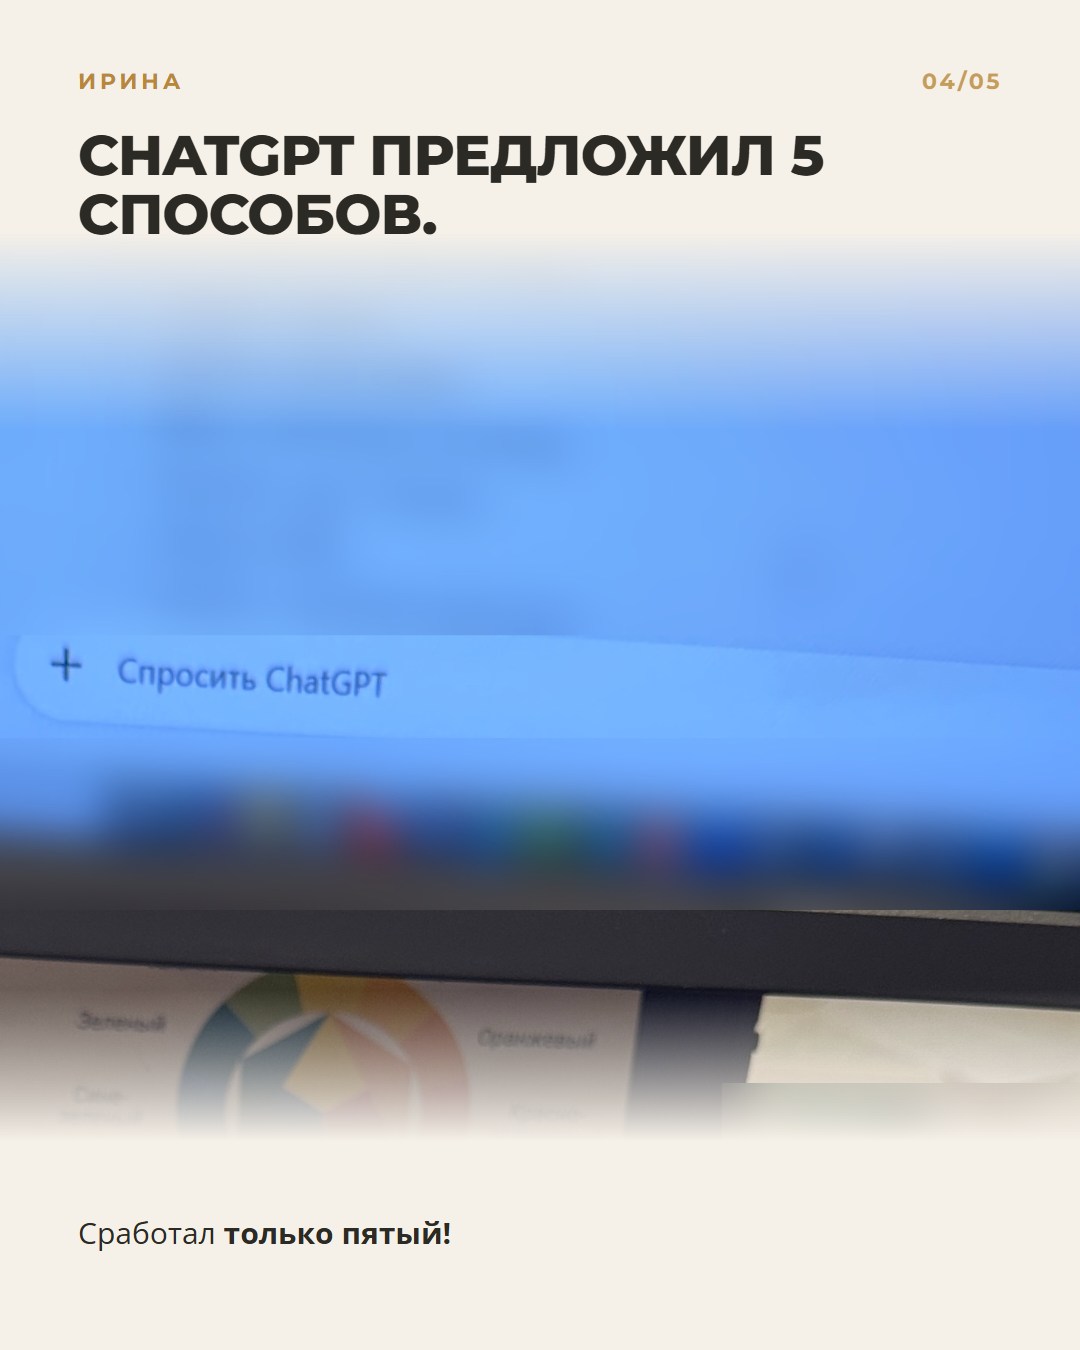 ИРИНА
04/05
CHATGPT ПРЕДЛОЖИЛ 5
СПОСОБОВ.
+ Спросить ChatGPT
Зеленый
Оранжевый
Сработал только пятый!